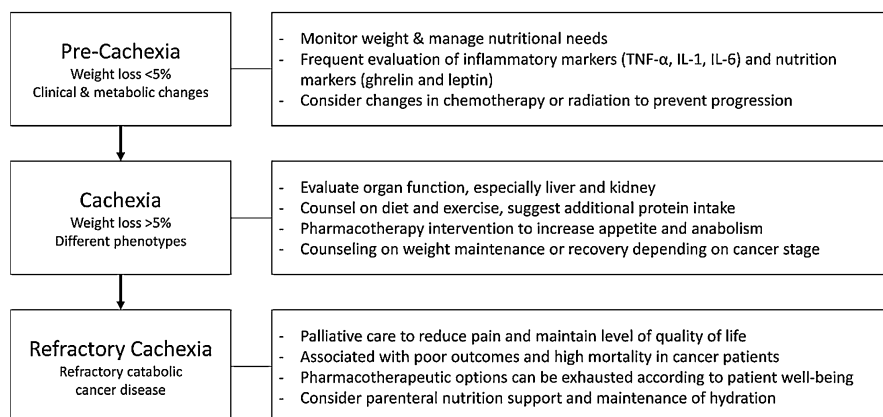 Pre-Cachexia
Weight loss <5%
Clinical & metabolic changes
- Monitor weight & manage nutritional needs
- Frequent evaluation of inflammatory markers (TNF-α, IL-1, IL-6) and nutrition
markers (ghrelin and leptin)
- Consider changes in chemotherapy or radiation to prevent progression
Cachexia
Weight loss >5%
Different phenotypes
- Evaluate organ function, especially liver and kidney
- Counsel on diet and exercise, suggest additional protein intake
- Pharmacotherapy intervention to increase appetite and anabolism
- Counseling on weight maintenance or recovery depending on cancer stage
Refractory Cachexia
Refractory catabolic
cancer disease
- Palliative care to reduce pain and maintain level of quality of life
- Associated with poor outcomes and high mortality in cancer patients
- Pharmacotherapeutic options can be exhausted according to patient well-being
- Consider parenteral nutrition support and maintenance of hydration